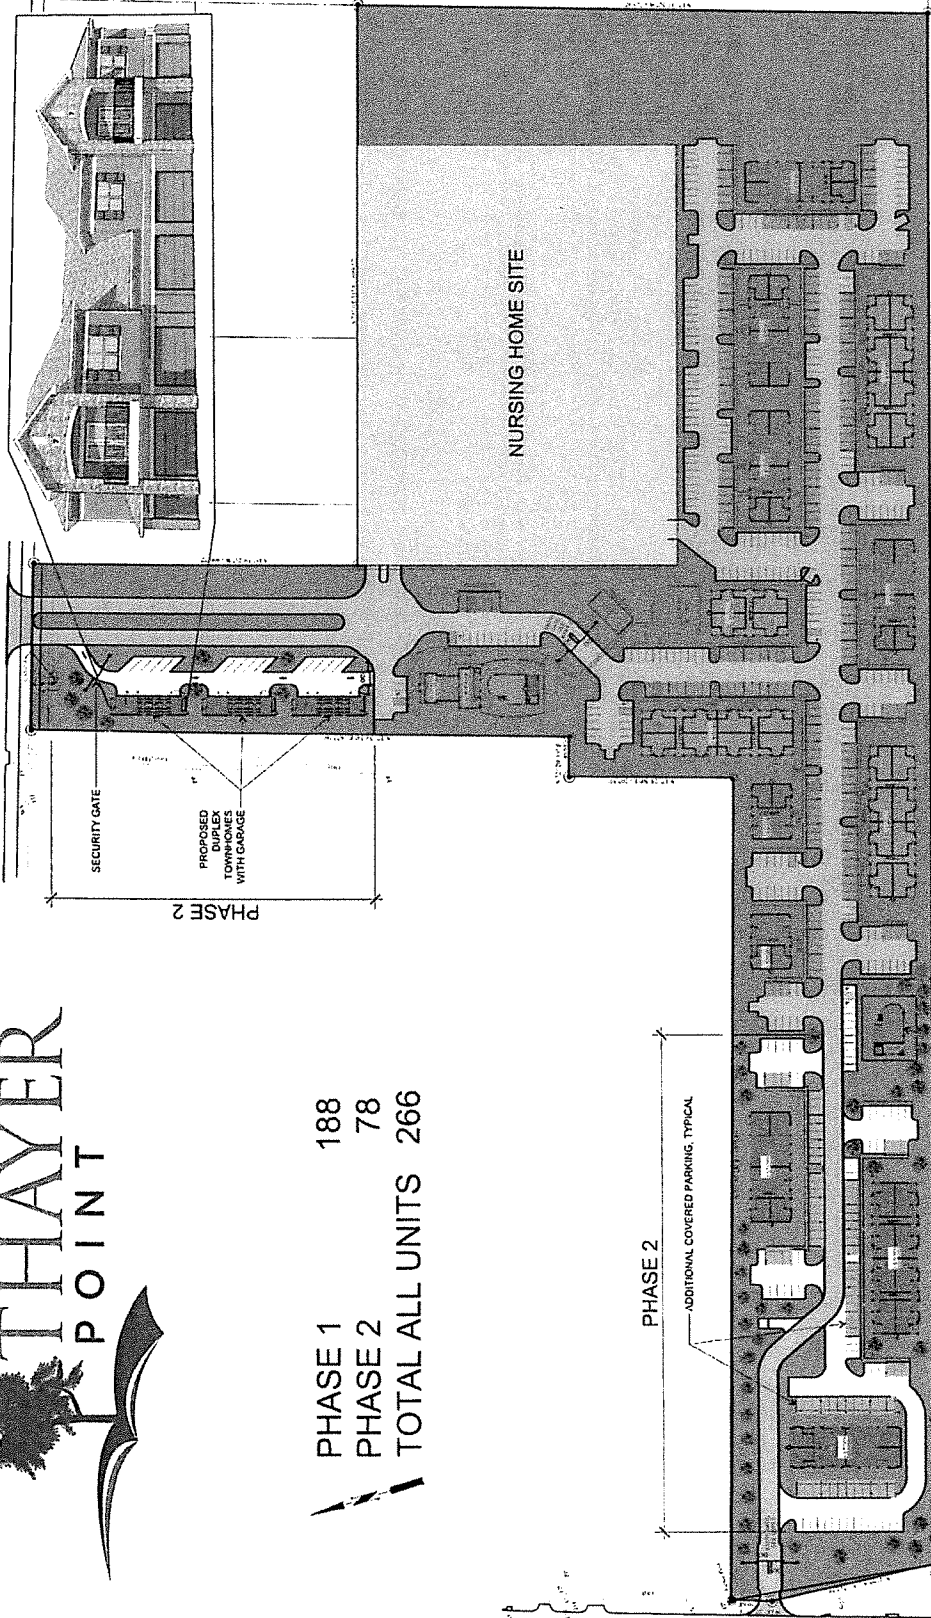 THAYER
POINT
PHASE 1 188
PHASE 2 78
TOTAL ALL UNITS 266
SECURITY GATE
PROPOSED
DUPLEX
TOWNHOMES
WITH GARAGE
PHASE 2
NURSING HOME SITE
PHASE 2
ADDITIONAL COVERED PARKING, TYPICAL